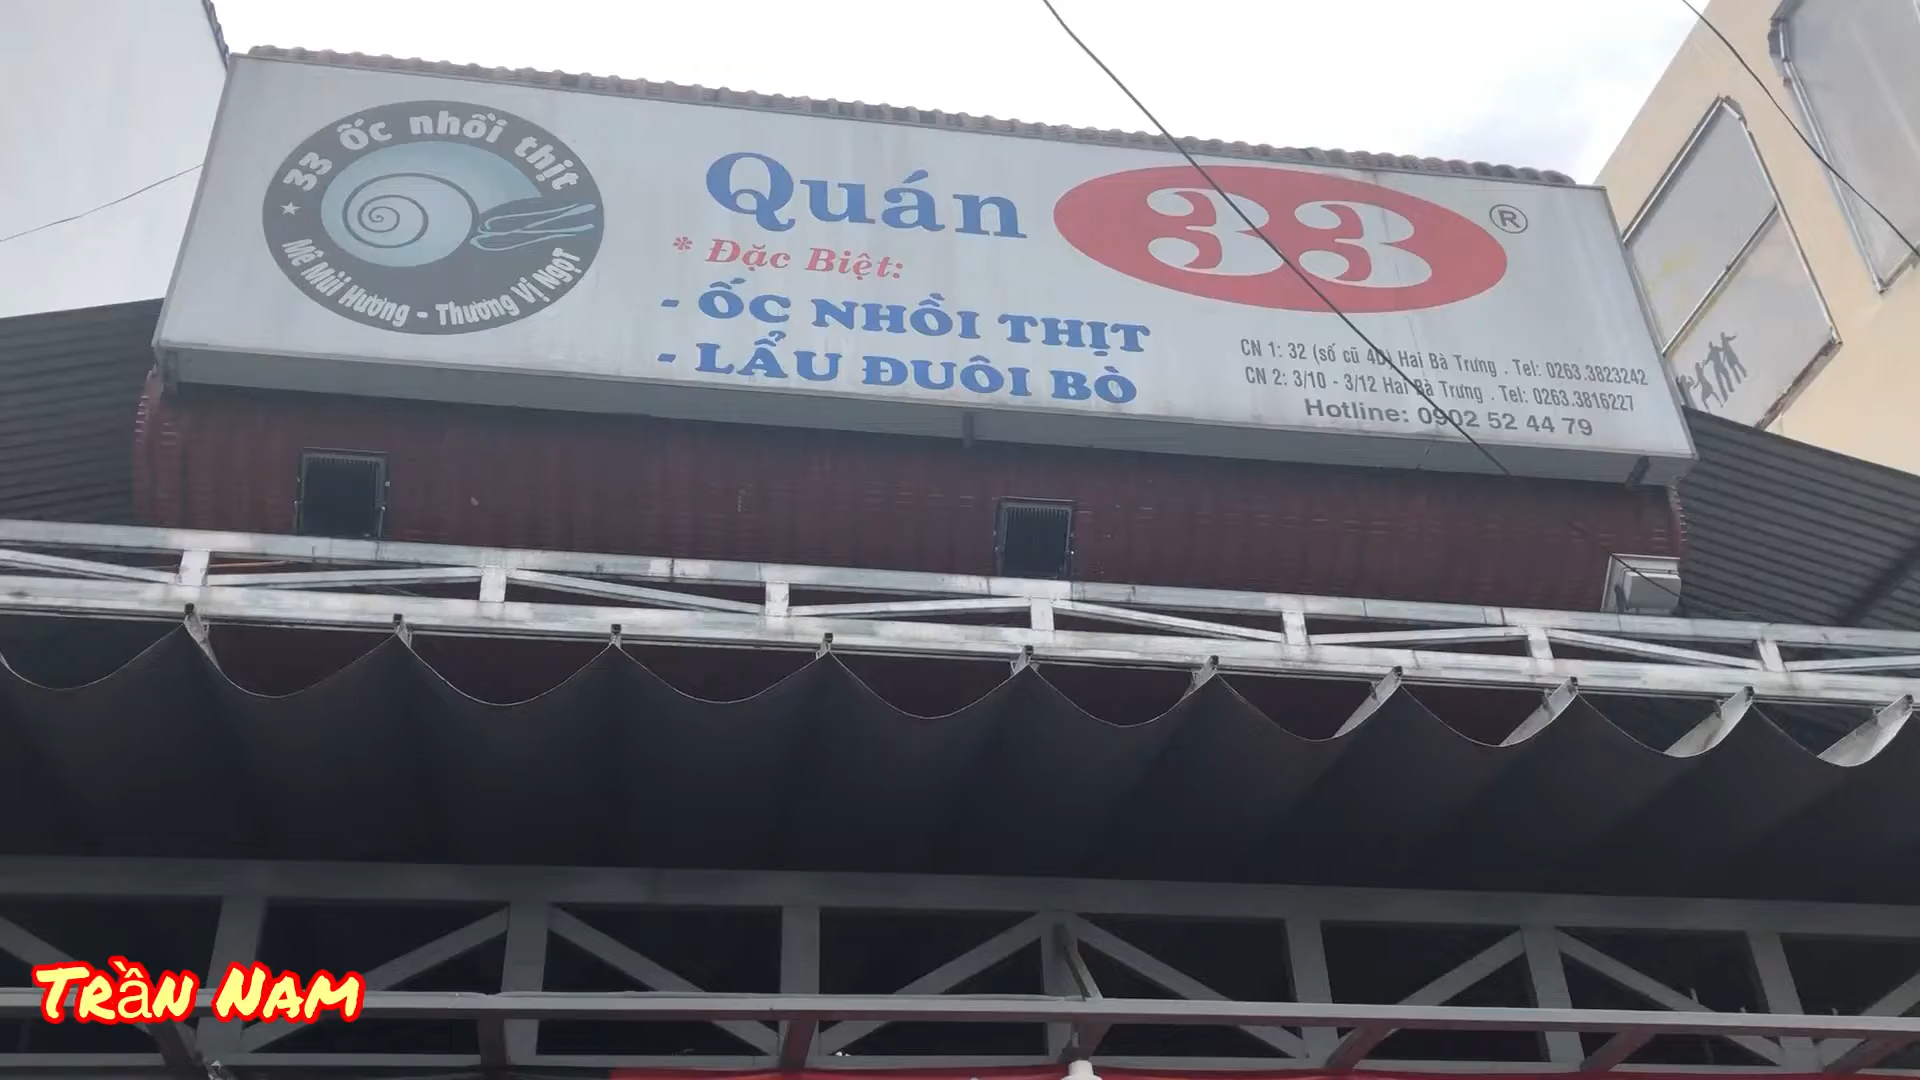 33 ốc nhồi thịt
Mê Mùi Hương - Thương Vị Ngọt
Quán 33 ®
* Đặc Biệt:
- ỐC NHỒI THỊT
- LẨU ĐUÔI BÒ
CN 1: 32 (số cũ 4D) Hai Bà Trưng . Tel: 0263.3823242
CN 2: 3/10 - 3/12 Hai Bà Trưng . Tel: 0263.3816227
Hotline: 0902 52 44 79
Trần Nam